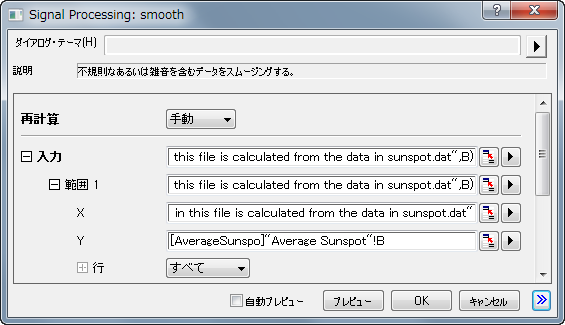 Signal Processing: smooth
ダイアログ・テーマ(H)
説明 不規則なあるいは雑音を含むデータをスムージングする。
再計算 手動
入力 this file is calculated from the data in sunspot.dat",B)
範囲 1 this file is calculated from the data in sunspot.dat",B)
X in this file is calculated from the data in sunspot.dat"
Y [AverageSunspo]"Average Sunspot"!B
行 すべて
自動プレビュー プレビュー OK キャンセル